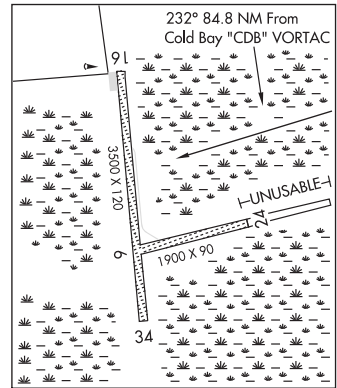 232° 84.8 NM From
Cold Bay "CDB" VORTAC
16
3500 X 120
UNUSABLE
24
6
1900 X 90
34